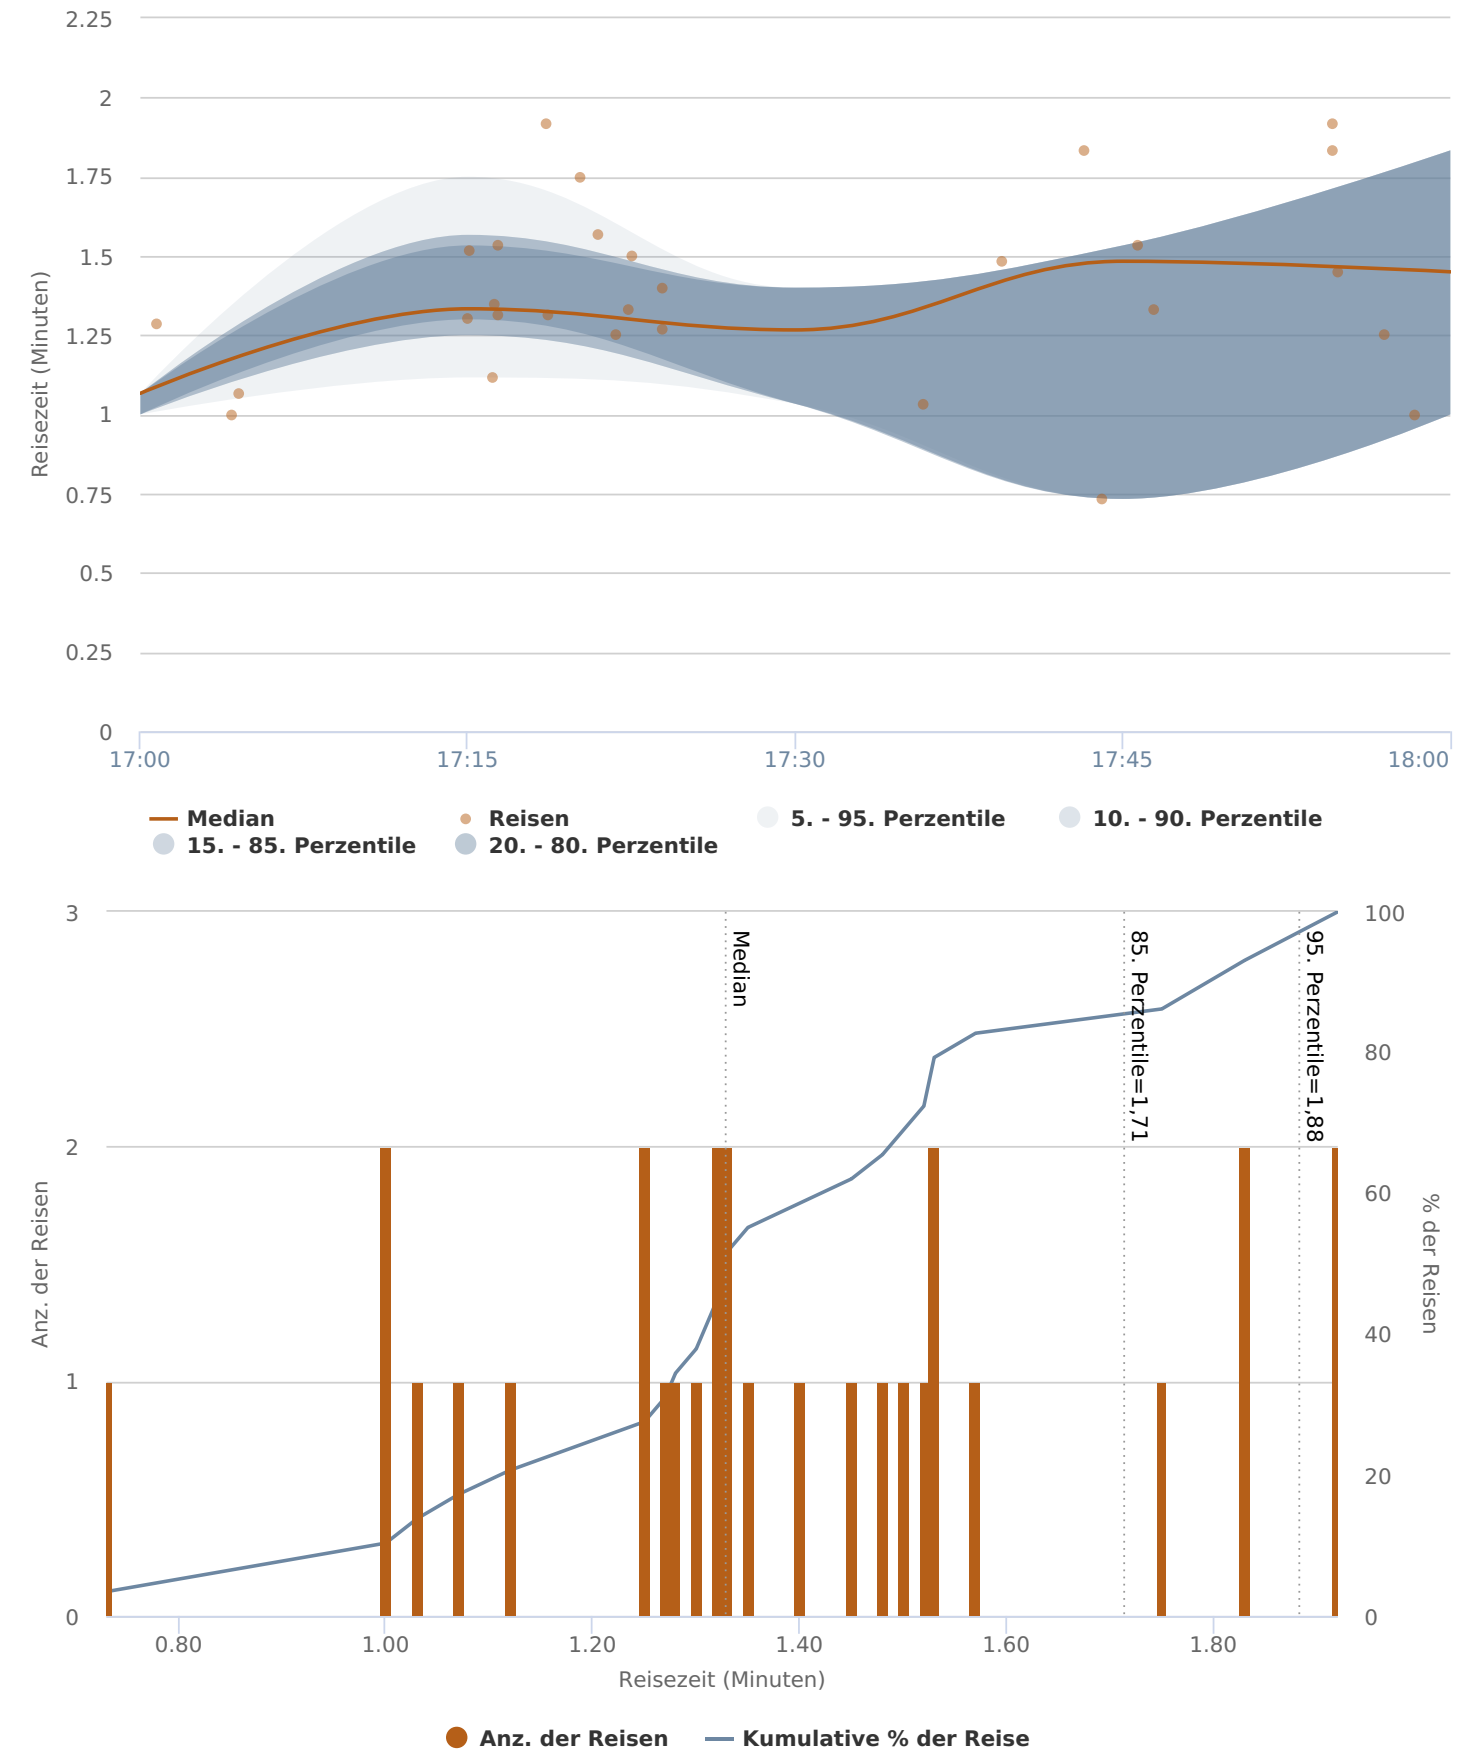 2.25
2
1.75
1.5
1.25
1
0.75
0.5
0.25
0
Reisezeit (Minuten)
17:00 17:15 17:30 17:45 18:00
Median Reisen 5. - 95. Perzentile 10. - 90. Perzentile
15. - 85. Perzentile 20. - 80. Perzentile
3
2
1
0
Anz. der Reisen
Median
85. Perzentile=1,71
95. Perzentile=1,88
100
80
60
40
20
0
% der Reisen
0.80 1.00 1.20 1.40 1.60 1.80
Reisezeit (Minuten)
Anz. der Reisen Kumulative % der Reise